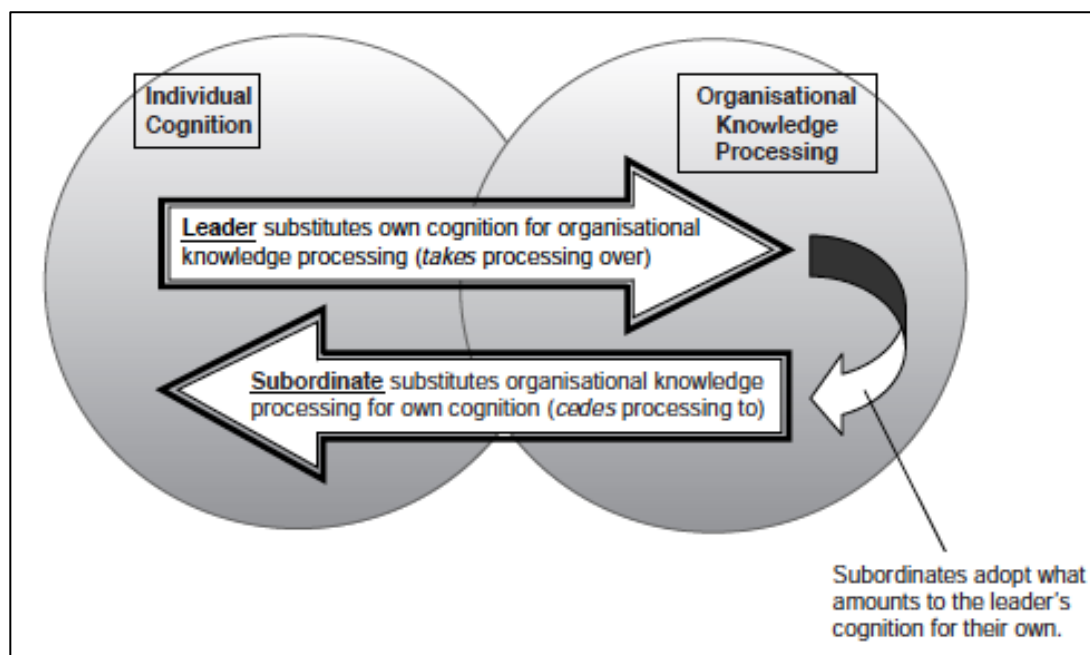 Individual
Cognition
Organisational
Knowledge
Processing
Leader substitutes own cognition for organisational
knowledge processing (takes processing over)
Subordinate substitutes organisational knowledge
processing for own cognition (cedes processing to)
Subordinates adopt what
amounts to the leader's
cognition for their own.